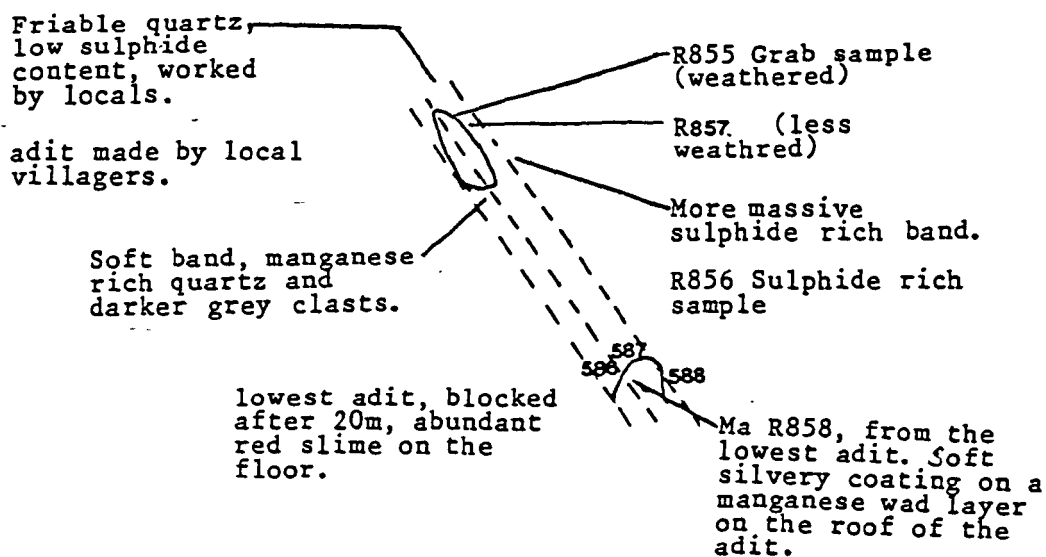 Friable quartz,
low sulphide
content, worked
by locals.
adit made by local
villagers.
Soft band, manganese
rich quartz and
darker grey clasts.
lowest adit, blocked
after 20m, abundant
red slime on the
floor.
R855 Grab sample
(weathered)
R857. (less
weathred)
More massive
sulphide rich band.
R856 Sulphide rich
sample
586
587
588
Ma R858, from the
lowest adit. Soft
silvery coating on a
manganese wad layer
on the roof of the
adit.